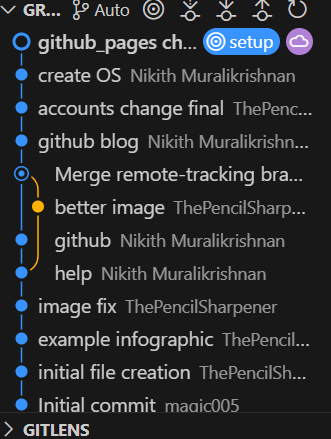 GR... Auto
github_pages ch... setup
create OS Nikith Muralikrishnan
accounts change final ThePenc...
github blog Nikith Muralikrishn...
Merge remote-tracking bra...
better image ThePencilSharp...
github Nikith Muralikrishnan
help Nikith Muralikrishnan
image fix ThePencilSharpener
example infographic ThePencil...
initial file creation ThePencilSh...
Initial commit magic005
GITLENS